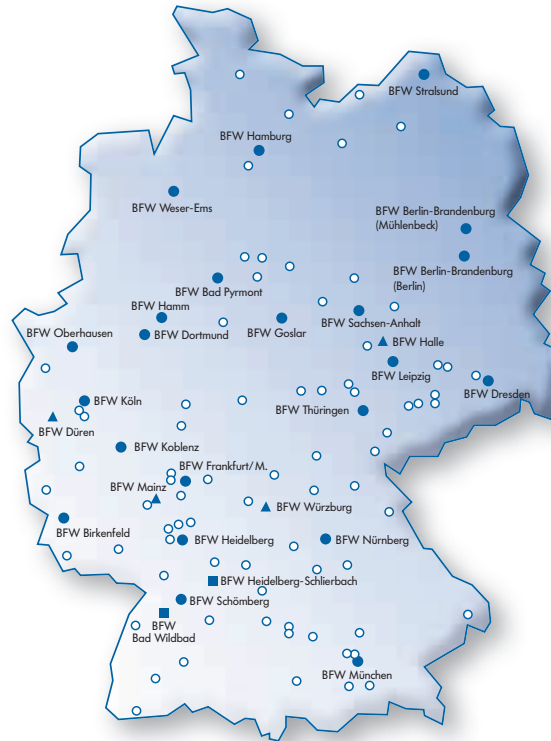 BFW Stralsund
BFW Hamburg
BFW Weser-Ems
BFW Berlin-Brandenburg
(Mühlenbeck)
BFW Berlin-Brandenburg
(Berlin)
BFW Bad Pyrmont
BFW Hamm
BFW Sachsen-Anhalt
BFW Oberhausen
BFW Dortmund
BFW Goslar
BFW Halle
BFW Leipzig
BFW Dresden
BFW Köln
BFW Thüringen
BFW Düren
BFW Koblenz
BFW Frankfurt/M.
BFW Mainz
BFW Würzburg
BFW Birkenfeld
BFW Heidelberg
BFW Nürnberg
BFW Heidelberg-Schlierbach
BFW Schömberg
BFW
Bad Wildbad
BFW München